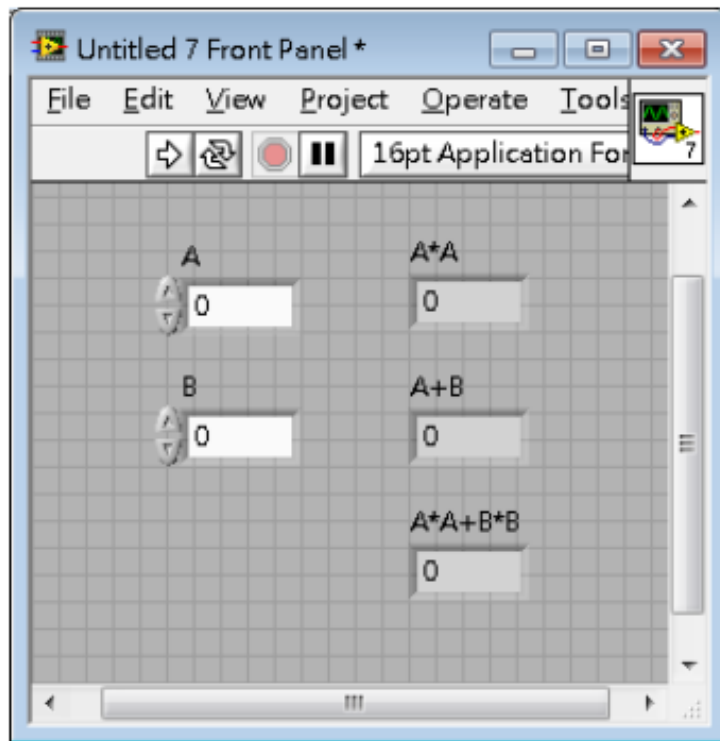 Untitled 7 Front Panel *
File Edit View Project Operate Tools
7
16pt Application For
A
A*A
0
0
B
A+B
0
0
A*A+B*B
0